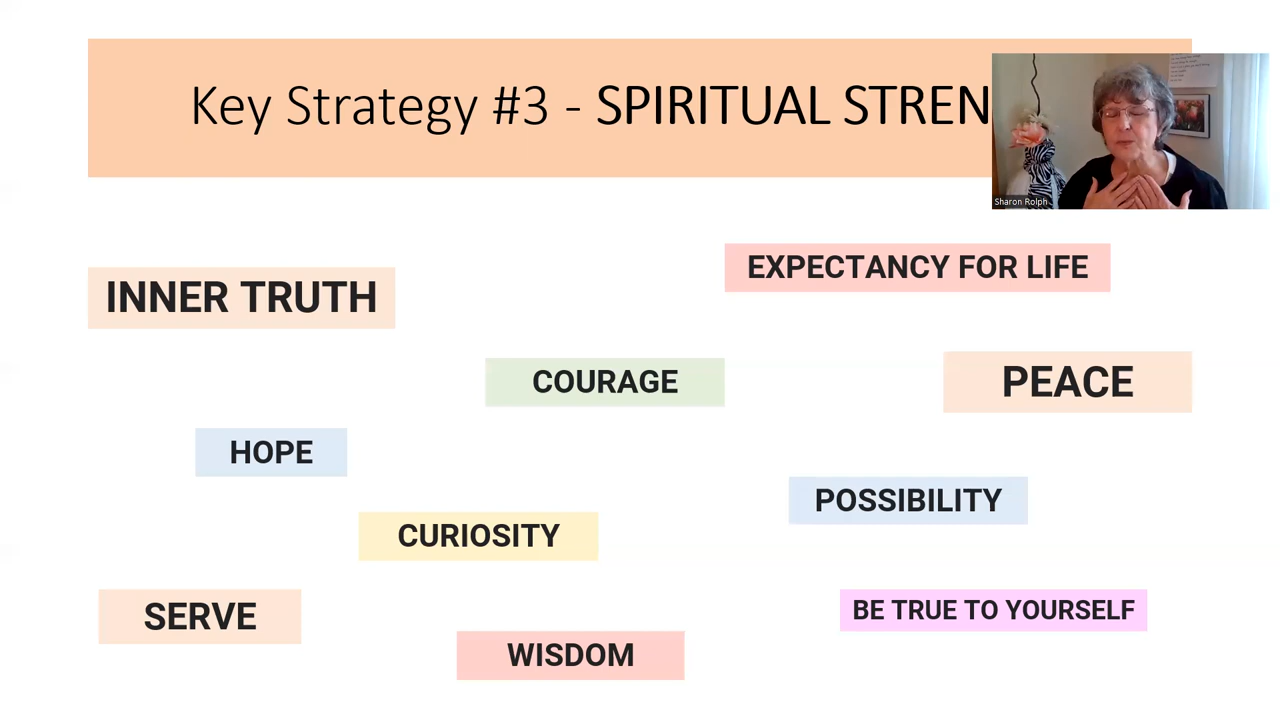 Key Strategy #3 - SPIRITUAL STREN
Sharon Rolph
EXPECTANCY FOR LIFE
INNER TRUTH
COURAGE
PEACE
HOPE
POSSIBILITY
CURIOSITY
SERVE
BE TRUE TO YOURSELF
WISDOM